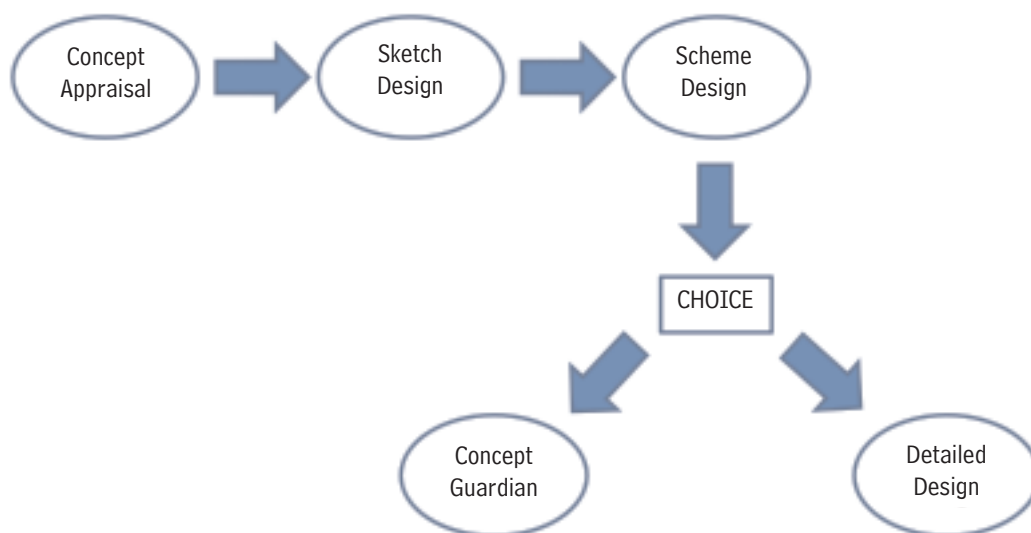 Concept
Appraisal
Sketch
Design
Scheme
Design
CHOICE
Concept
Guardian
Detailed
Design